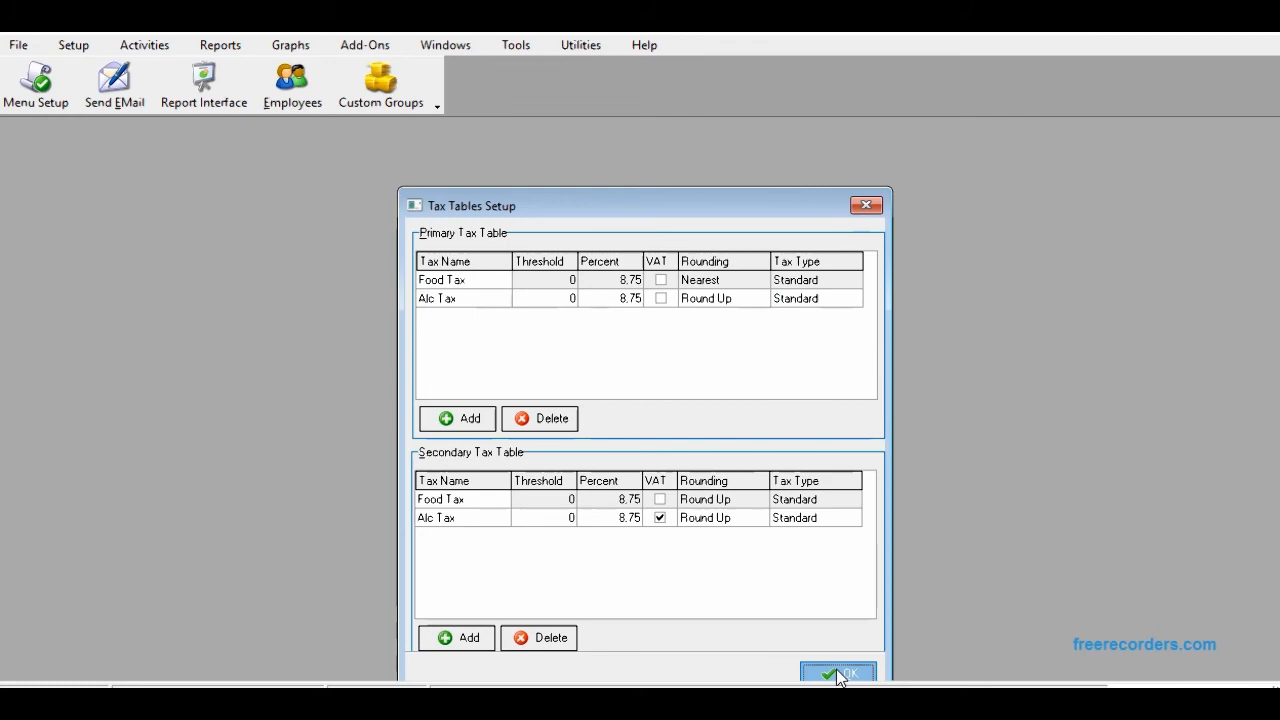 File Setup Activities Reports Graphs Add-Ons Windows Tools Utilities Help
Menu Setup Send EMail Report Interface Employees Custom Groups
Tax Tables Setup
Primary Tax Table
Tax Name Threshold Percent VAT Rounding Tax Type
Food Tax 0 8.75 Nearest Standard
Alc Tax 0 8.75 Round Up Standard
Add Delete
Secondary Tax Table
Tax Name Threshold Percent VAT Rounding Tax Type
Food Tax 0 8.75 Round Up Standard
Alc Tax 0 8.75 Round Up Standard
Add Delete
freerecorders.com
OK